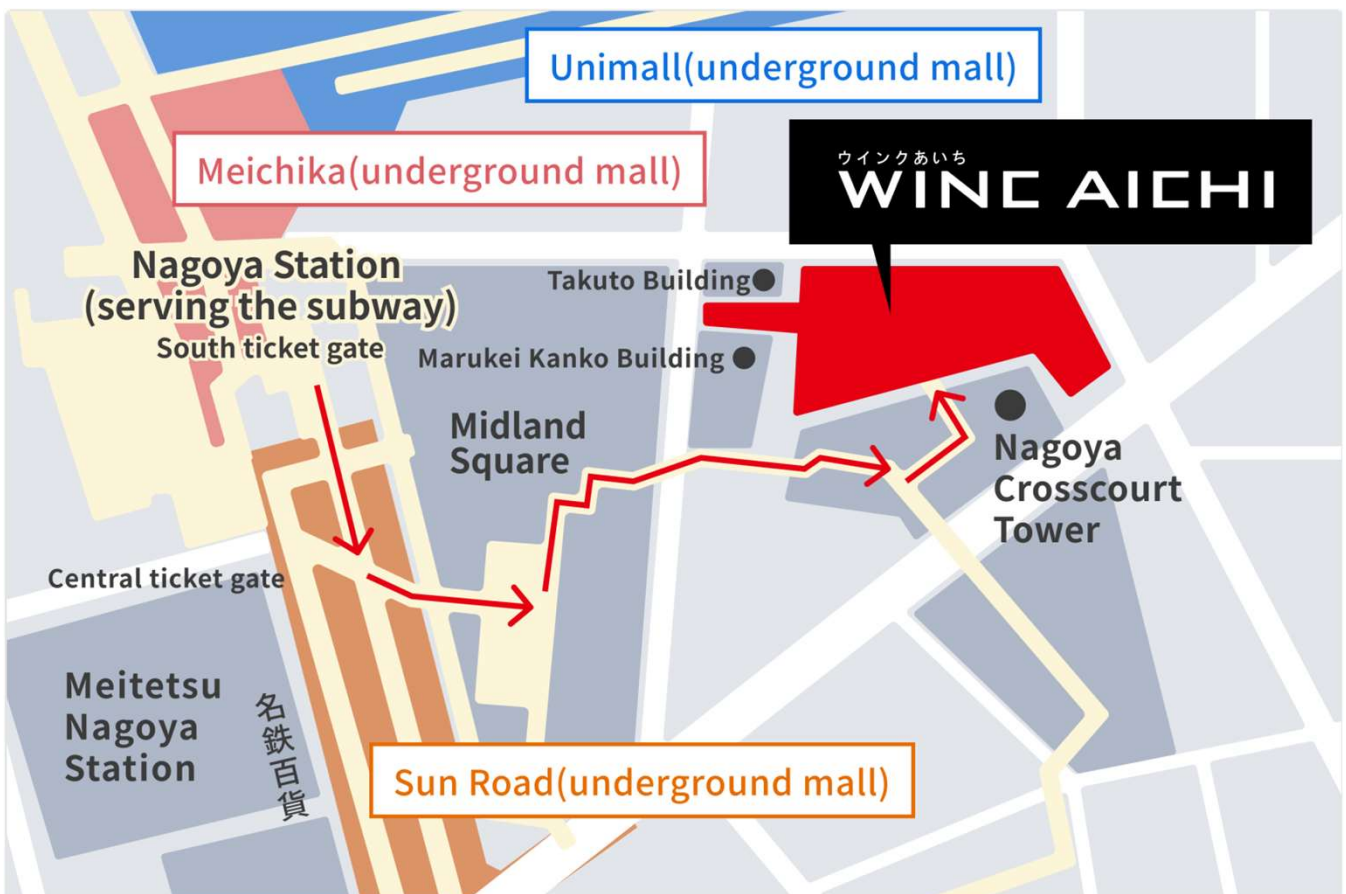 Unimall(underground mall)
Meichika(underground mall)
ウインクあいち
WINC AICHI
Nagoya Station
(serving the subway)
South ticket gate
Takuto Building
Marukei Kanko Building
Midland
Square
Nagoya
Crosscourt
Tower
Central ticket gate
Meitetsu
Nagoya
Station
名鉄百貨
Sun Road(underground mall)